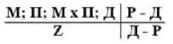 М; П; М х П; Д | Р - Д
Z | Д - Р